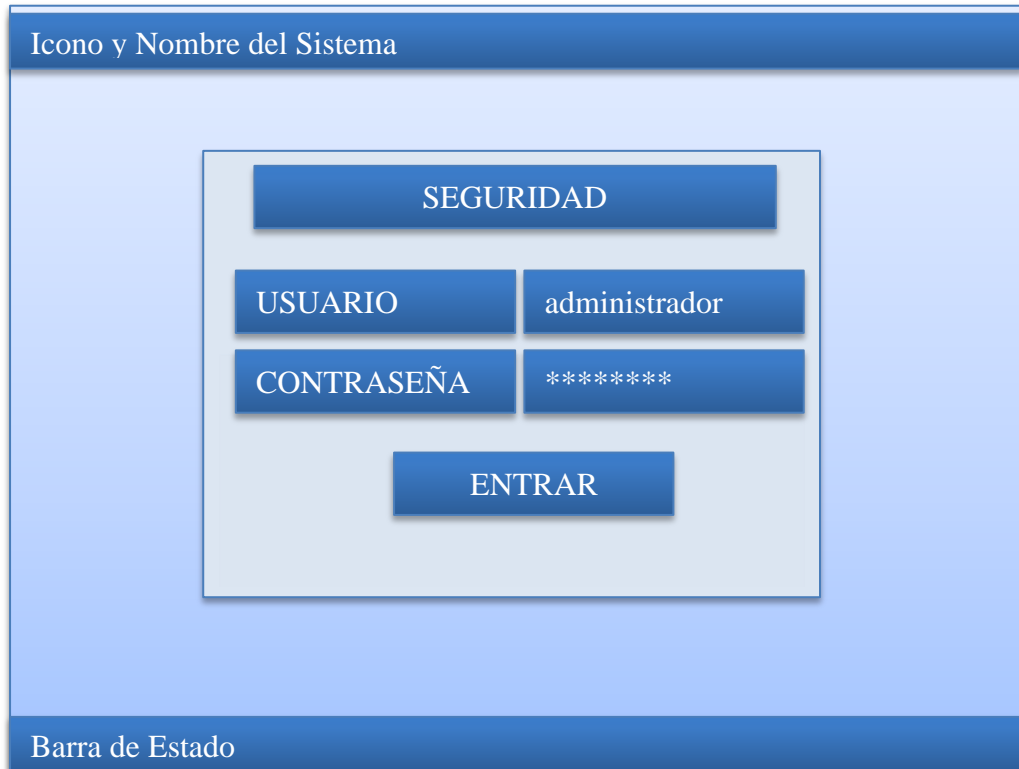 Icono y Nombre del Sistema
SEGURIDAD
USUARIO administrador
CONTRASEÑA ********
ENTRAR
Barra de Estado